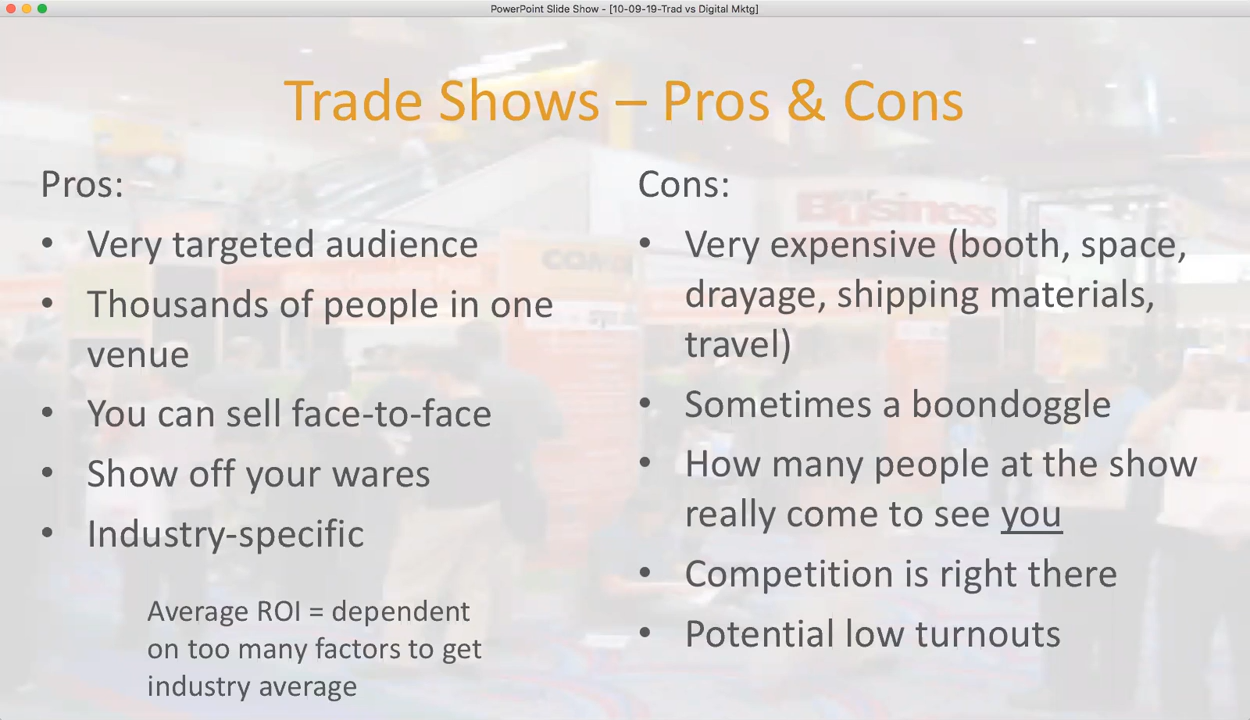 PowerPoint Slide Show - [10-09-19-Trad vs Digital Mktg]
Trade Shows – Pros & Cons
Pros:
• Very targeted audience
• Thousands of people in one
venue
• You can sell face-to-face
• Show off your wares
• Industry-specific
Average ROI = dependent
on too many factors to get
industry average
Cons:
• Very expensive (booth, space,
drayage, shipping materials,
travel)
• Sometimes a boondoggle
• How many people at the show
really come to see you
• Competition is right there
• Potential low turnouts
Business